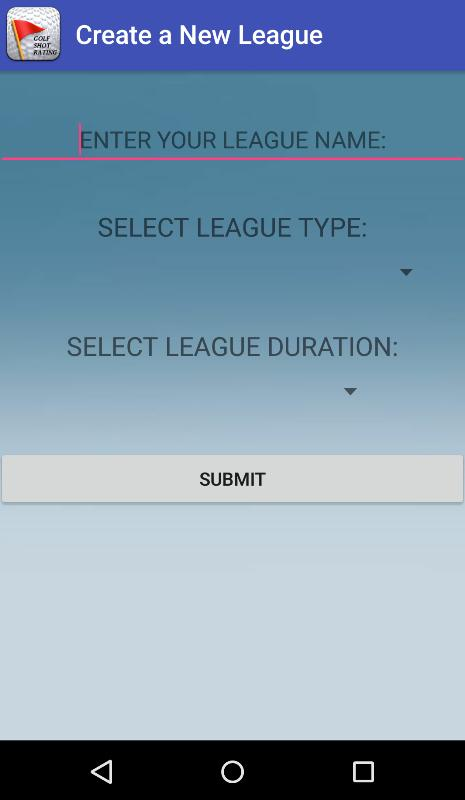 GOLF
SHOT
RATING
Create a New League
ENTER YOUR LEAGUE NAME:
SELECT LEAGUE TYPE:
SELECT LEAGUE DURATION:
SUBMIT